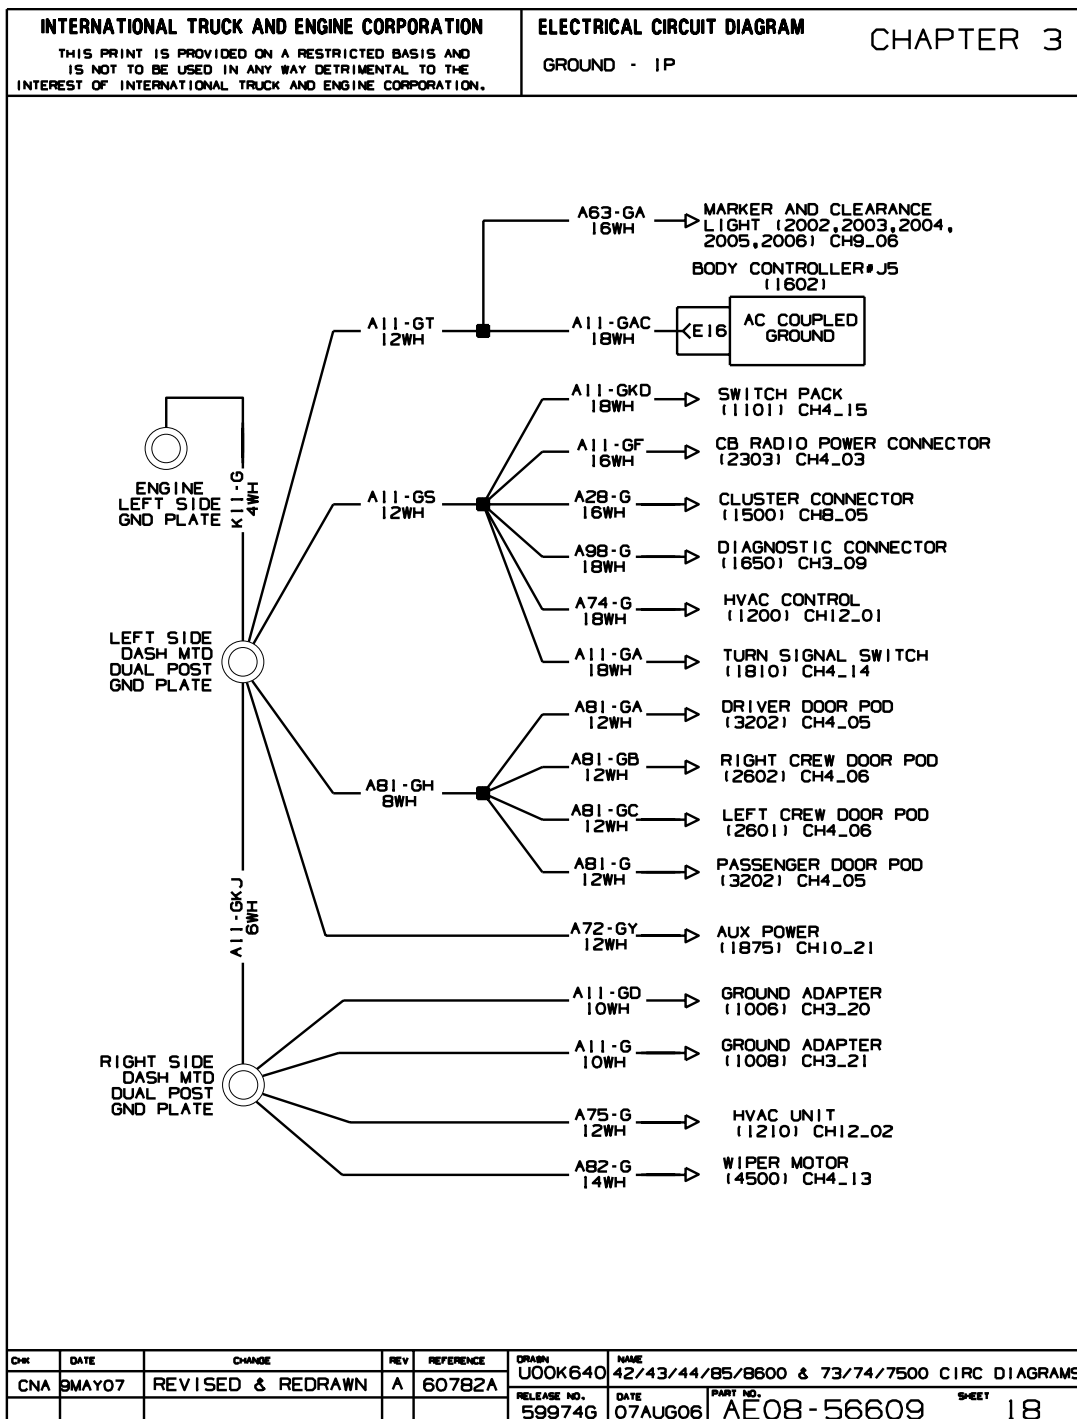 INTERNATIONAL TRUCK AND ENGINE CORPORATION
THIS PRINT IS PROVIDED ON A RESTRICTED BASIS AND
IS NOT TO BE USED IN ANY WAY DETRIMENTAL TO THE
INTEREST OF INTERNATIONAL TRUCK AND ENGINE CORPORATION.
ELECTRICAL CIRCUIT DIAGRAM
GROUND - IP
CHAPTER 3
A63-GA
16WH
MARKER AND CLEARANCE
LIGHT (2002,2003,2004,
2005,2006) CH9_06
BODY CONTROLLER#J5
(1602)
A11-GT
12WH
A11-GAC
18WH
E16
AC COUPLED
GROUND
A11-GKD
18WH
SWITCH PACK
(1101) CH4_15
A11-GF
16WH
CB RADIO POWER CONNECTOR
(2303) CH4_03
ENGINE
LEFT SIDE
GND PLATE
K11-G
4WH
A11-GS
12WH
A28-G
16WH
CLUSTER CONNECTOR
(1500) CH8_05
A98-G
18WH
DIAGNOSTIC CONNECTOR
(1650) CH3_09
A74-G
18WH
HVAC CONTROL
(1200) CH12_01
LEFT SIDE
DASH MTD
DUAL POST
GND PLATE
A11-GA
18WH
TURN SIGNAL SWITCH
(1810) CH4_14
A81-GA
12WH
DRIVER DOOR POD
(3202) CH4_05
A81-GH
8WH
A81-GB
12WH
RIGHT CREW DOOR POD
(2602) CH4_06
A81-GC
12WH
LEFT CREW DOOR POD
(2601) CH4_06
A81-G
12WH
PASSENGER DOOR POD
(3202) CH4_05
A11-GKJ
6WH
A72-GY
12WH
AUX POWER
(1875) CH10_21
A11-GD
10WH
GROUND ADAPTER
(1006) CH3_20
A11-G
10WH
GROUND ADAPTER
(1008) CH3_21
RIGHT SIDE
DASH MTD
DUAL POST
GND PLATE
A75-G
12WH
HVAC UNIT
(1210) CH12_02
A82-G
14WH
WIPER MOTOR
(4500) CH4_13
CHK DATE CHANGE REV REFERENCE
CNA 9MAY07 REVISED & REDRAWN A 60782A
DRAWN
U00K640
NAME
42/43/44/85/8600 & 73/74/7500 CIRC DIAGRAMS
RELEASE NO.
59974G
DATE
07AUG06
PART NO.
AE08-56609
SHEET
18